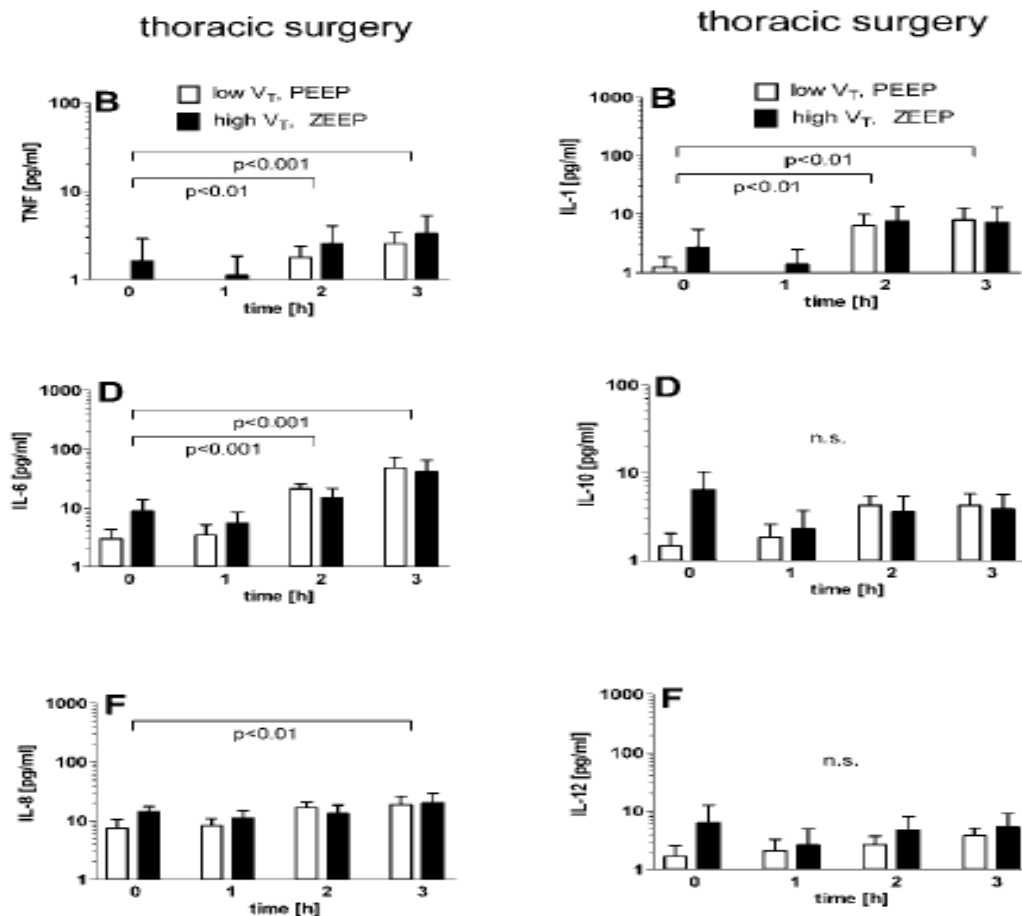 thoracic surgery
B
low VT, PEEP
high VT, ZEEP
100
10
1
TNF [pg/ml]
p<0.001
p<0.01
0 1 2 3
time [h]
thoracic surgery
B
low VT, PEEP
high VT, ZEEP
1000
100
10
1
IL-1 [pg/ml]
p<0.01
p<0.01
0 1 2 3
time [h]
D
1000
100
10
1
IL-6 [pg/ml]
p<0.001
p<0.001
0 1 2 3
time [h]
D
100
10
1
IL-10 [pg/ml]
n.s.
0 1 2 3
time [h]
F
1000
100
10
1
IL-8 [pg/ml]
p<0.01
0 1 2 3
time [h]
F
1000
100
10
1
IL-12 [pg/ml]
n.s.
0 1 2 3
time [h]